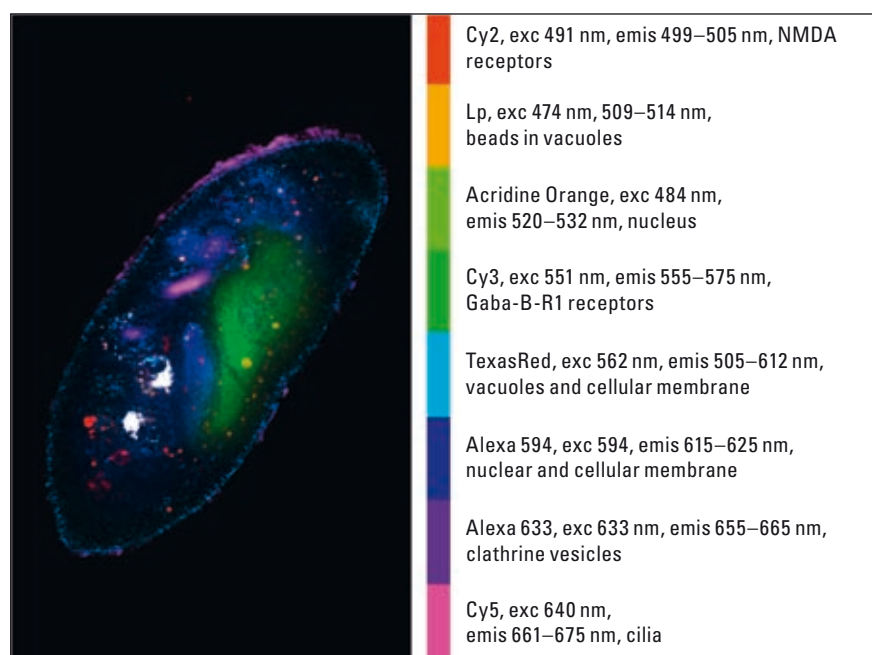 Cy2, exc 491 nm, emis 499–505 nm, NMDA
receptors
Lp, exc 474 nm, 509–514 nm,
beads in vacuoles
Acridine Orange, exc 484 nm,
emis 520–532 nm, nucleus
Cy3, exc 551 nm, emis 555–575 nm,
Gaba-B-R1 receptors
TexasRed, exc 562 nm, emis 505–612 nm,
vacuoles and cellular membrane
Alexa 594, exc 594, emis 615–625 nm,
nuclear and cellular membrane
Alexa 633, exc 633 nm, emis 655–665 nm,
clathrine vesicles
Cy5, exc 640 nm,
emis 661–675 nm, cilia